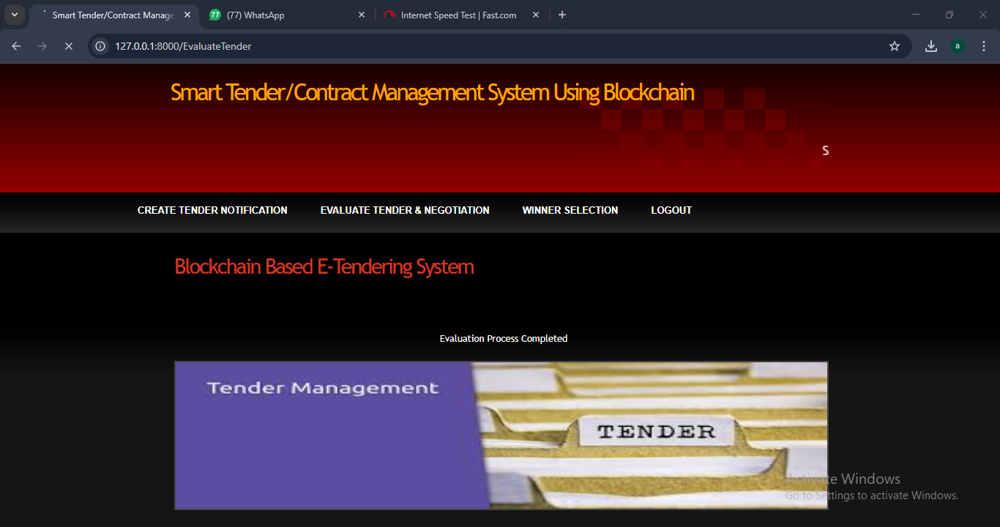 Smart Tender/Contract Manage
77
(77) WhatsApp
Internet Speed Test | Fast.com
127.0.0.1:8000/EvaluateTender
a
Smart Tender/Contract Management System Using Blockchain
S
CREATE TENDER NOTIFICATION
EVALUATE TENDER & NEGOTIATION
WINNER SELECTION
LOGOUT
Blockchain Based E-Tendering System
Evaluation Process Completed
Tender Management
TENDER
Activate Windows
Go to Settings to activate Windows.